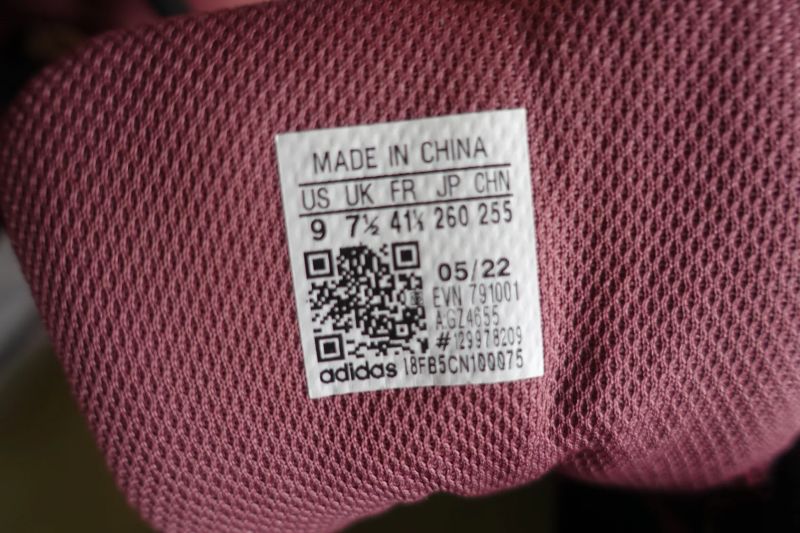 MADE IN CHINA
US UK FR JP CHN
9 7½ 41⅓ 260 255
05/22
EVN 791001
A:GZ4655
#129978209
adidas 18FB5CN100075